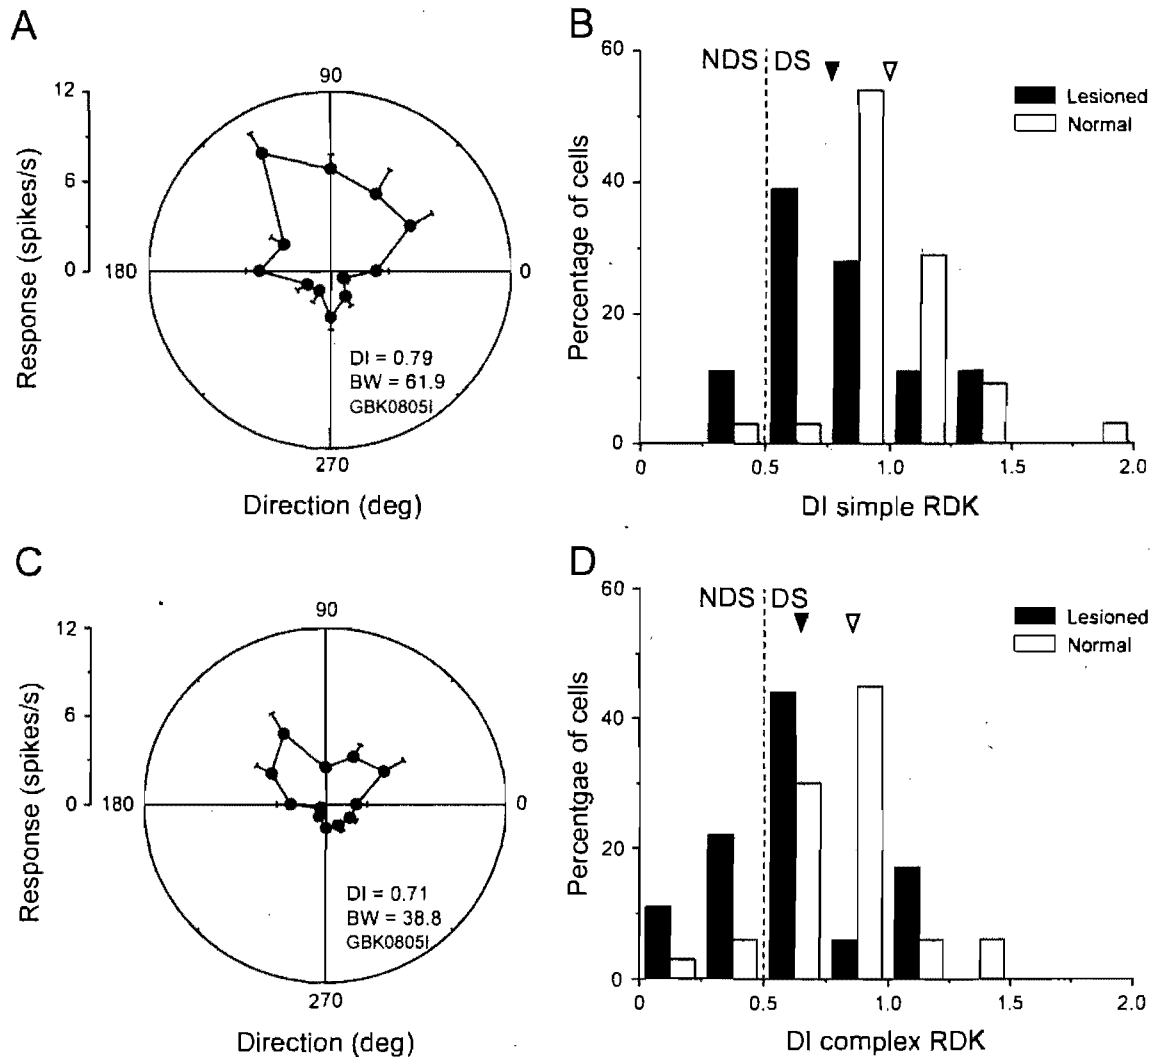 A
Response (spikes/s)
12
6
0
90
180
0
270
DI = 0.79
BW = 61.9
GBK0805I
Direction (deg)
B
Percentage of cells
60
40
20
0
NDS DS
Lesioned
Normal
0 0.5 1.0 1.5 2.0
DI simple RDK
C
Response (spikes/s)
12
6
0
90
180
0
270
DI = 0.71
BW = 38.8
GBK0805I
Direction (deg)
D
Percentgae of cells
60
40
20
0
NDS DS
Lesioned
Normal
0 0.5 1.0 1.5 2.0
DI complex RDK